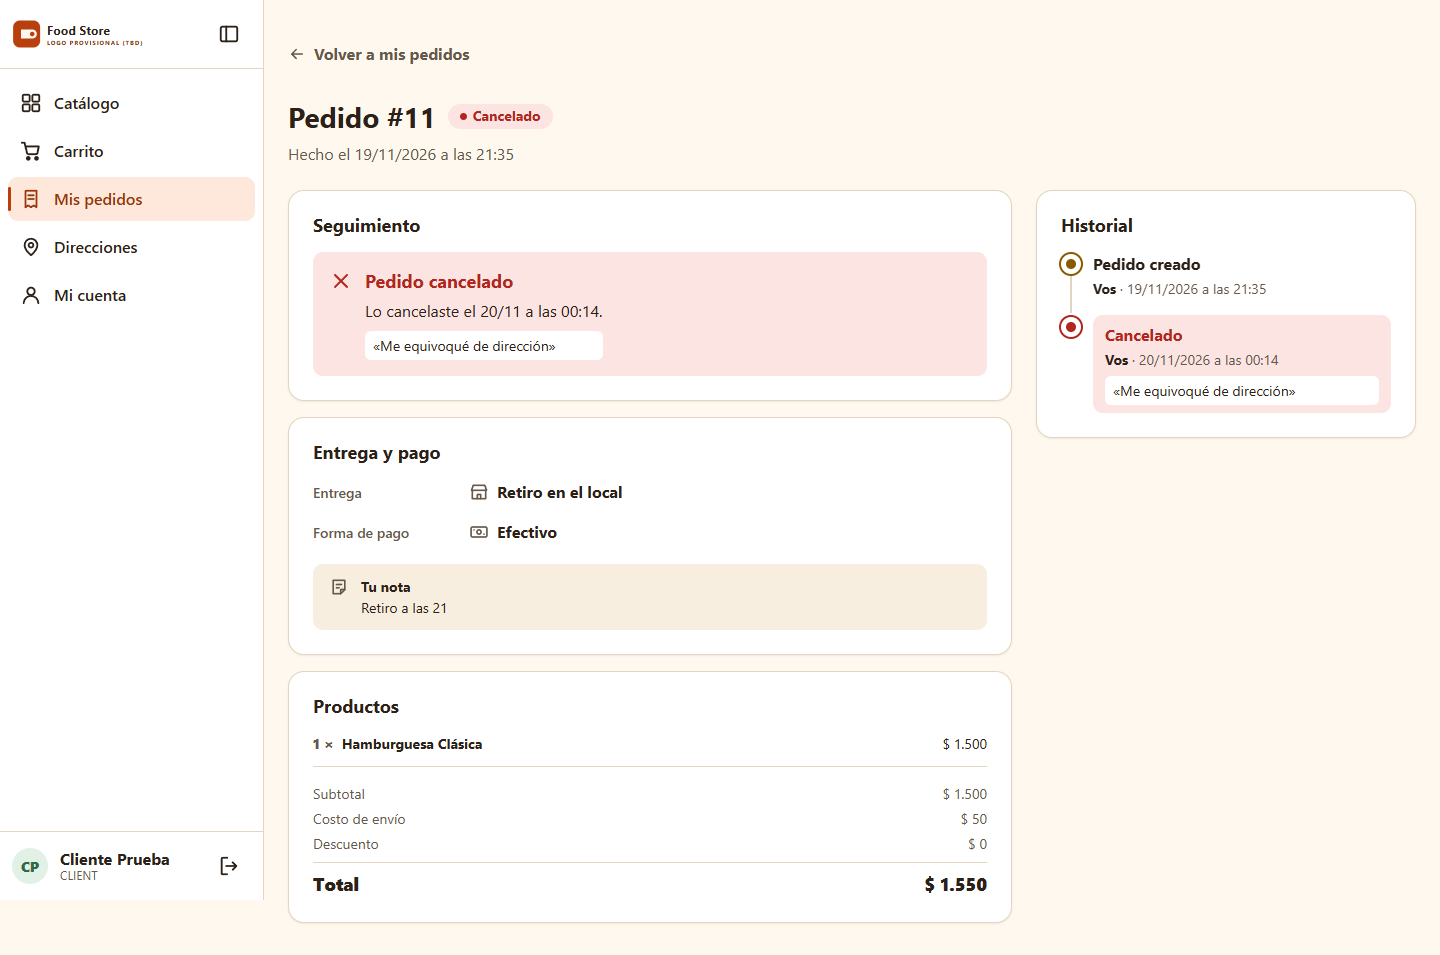 Food Store
LOGO PROVISIONAL (TBD)
Catálogo
Carrito
Mis pedidos
Direcciones
Mi cuenta
Cliente Prueba
CP
CLIENT
Volver a mis pedidos
Pedido #11
Cancelado
Hecho el 19/11/2026 a las 21:35
Seguimiento
Pedido cancelado
Lo cancelaste el 20/11 a las 00:14.
«Me equivoqué de dirección»
Entrega y pago
Entrega
Retiro en el local
Forma de pago
Efectivo
Tu nota
Retiro a las 21
Productos
1 × Hamburguesa Clásica $ 1.500
Subtotal $ 1.500
Costo de envío $ 50
Descuento $ 0
Total $ 1.550
Historial
Pedido creado
Vos · 19/11/2026 a las 21:35
Cancelado
Vos · 20/11/2026 a las 00:14
«Me equivoqué de dirección»